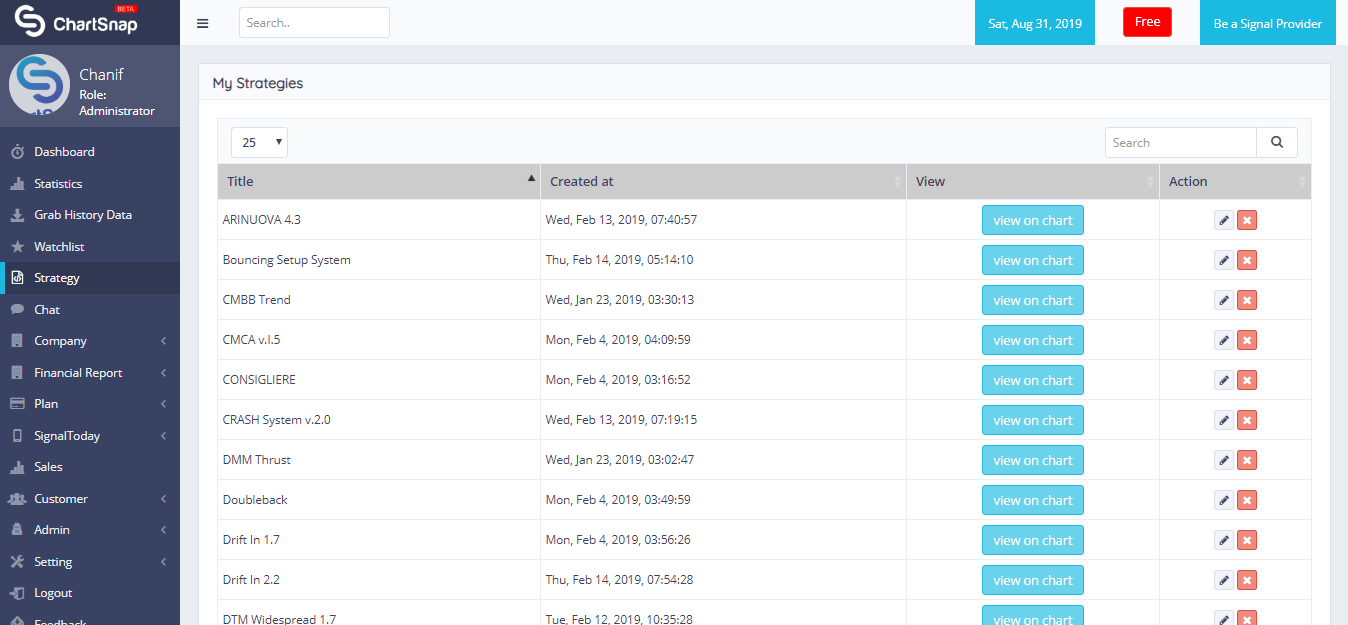 BETA
ChartSnap
Search..
Sat, Aug 31, 2019
Free
Be a Signal Provider
Chanif
Role:
Administrator
Dashboard
Statistics
Grab History Data
Watchlist
Strategy
Chat
Company
Financial Report
Plan
SignalToday
Sales
Customer
Admin
Setting
Logout
Feedback
My Strategies
25
Search
Title Created at View Action
ARINUOVA 4.3 Wed, Feb 13, 2019, 07:40:57 view on chart
Bouncing Setup System Thu, Feb 14, 2019, 05:14:10 view on chart
CMBB Trend Wed, Jan 23, 2019, 03:30:13 view on chart
CMCA v.I.5 Mon, Feb 4, 2019, 04:09:59 view on chart
CONSIGLIERE Mon, Feb 4, 2019, 03:16:52 view on chart
CRASH System v.2.0 Wed, Feb 13, 2019, 07:19:15 view on chart
DMM Thrust Wed, Jan 23, 2019, 03:02:47 view on chart
Doubleback Mon, Feb 4, 2019, 03:49:59 view on chart
Drift In 1.7 Mon, Feb 4, 2019, 03:56:26 view on chart
Drift In 2.2 Thu, Feb 14, 2019, 07:54:28 view on chart
DTM Widespread 1.7 Tue, Feb 12, 2019, 10:35:28 view on chart